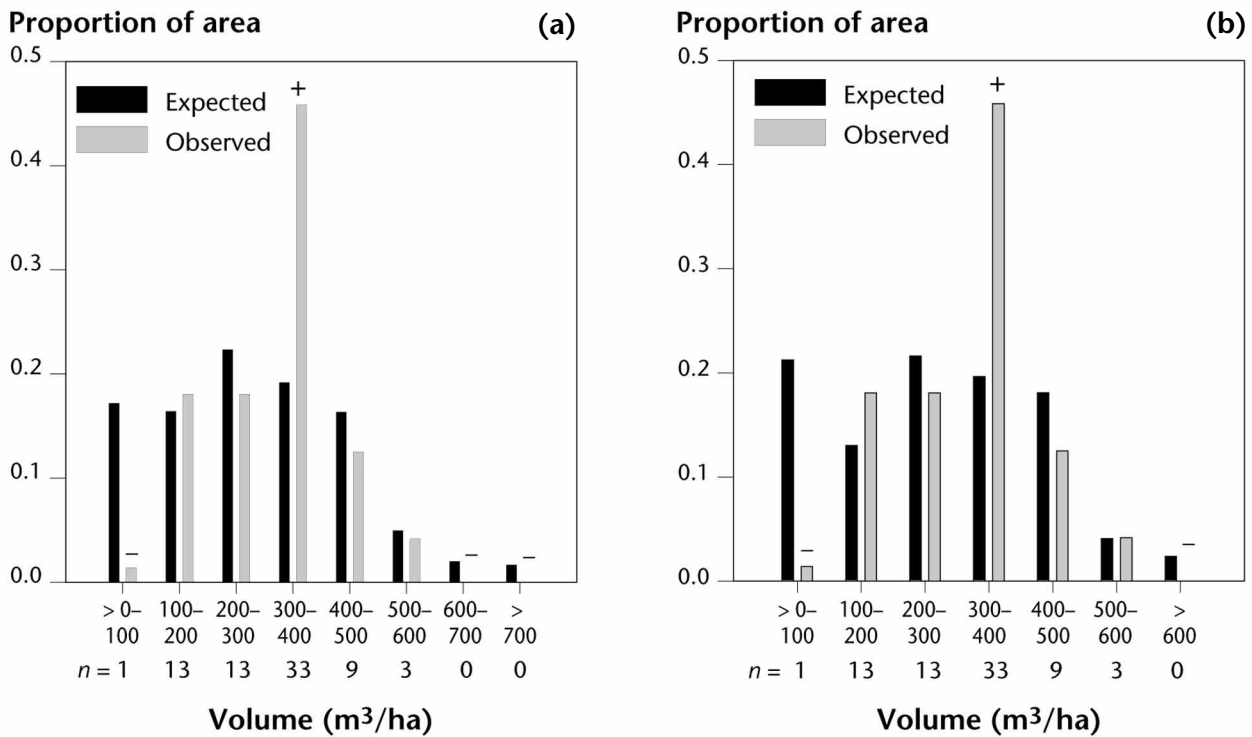 Proportion of area (a)
0.5
Expected
Observed
+
0.4
0.3
0.2
0.1
0.0
– – –
> 0– 100– 200– 300– 400– 500– 600– >
100 200 300 400 500 600 700 700
n = 1 13 13 33 9 3 0 0
Volume (m³/ha)
Proportion of area (b)
0.5
Expected
Observed
+
0.4
0.3
0.2
0.1
0.0
– –
> 0– 100– 200– 300– 400– 500– >
100 200 300 400 500 600 600
n = 1 13 13 33 9 3 0
Volume (m³/ha)